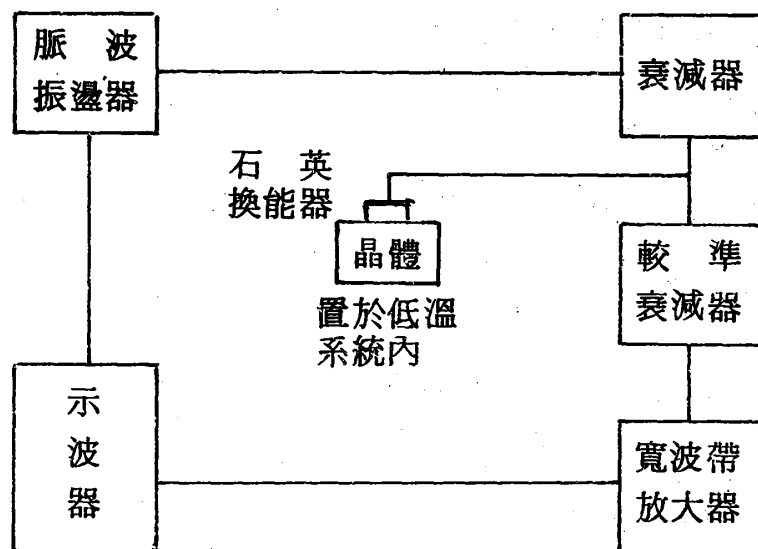 脈波
振盪器
衰減器
石英
換能器
晶體
置於低溫
系統內
較準
衰減器
示
波
器
寬波帶
放大器